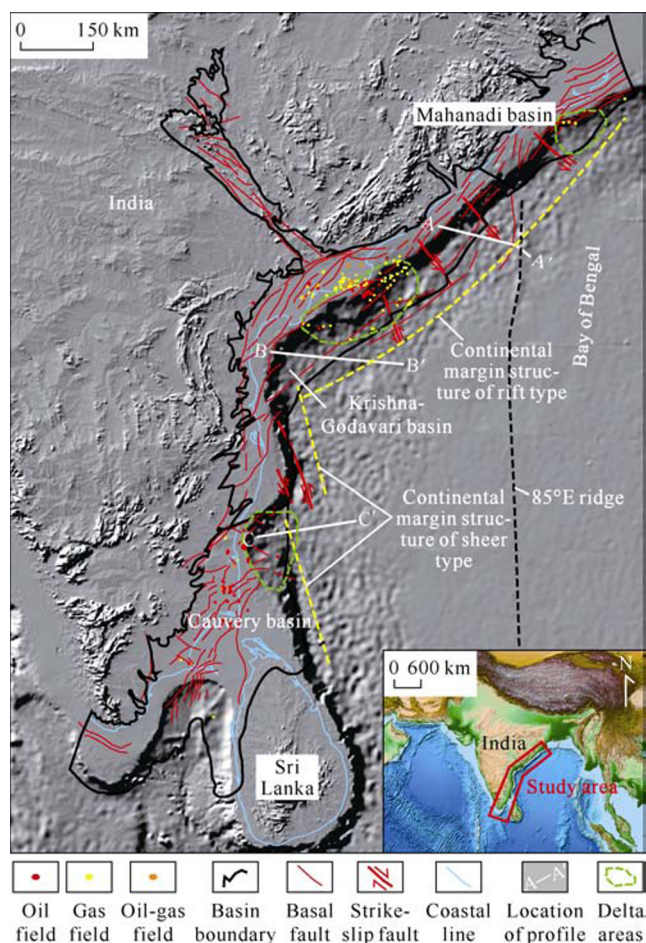 0 150 km
Mahanadi basin
India
A
A'
Bay of Bengal
B
B'
Continental
margin structure
of rift type
Krishna-
Godavari basin
85°E ridge
Continental
margin struc-
ture of sheer
type
C
C'
Cauvery basin
Sri
Lanka
0 600 km
N
India
Study area
A A'
Oil
field
Gas
field
Oil-gas
field
Basin
boundary
Basal
fault
Strike-
slip fault
Coastal
line
Location
of profile
Delta
areas